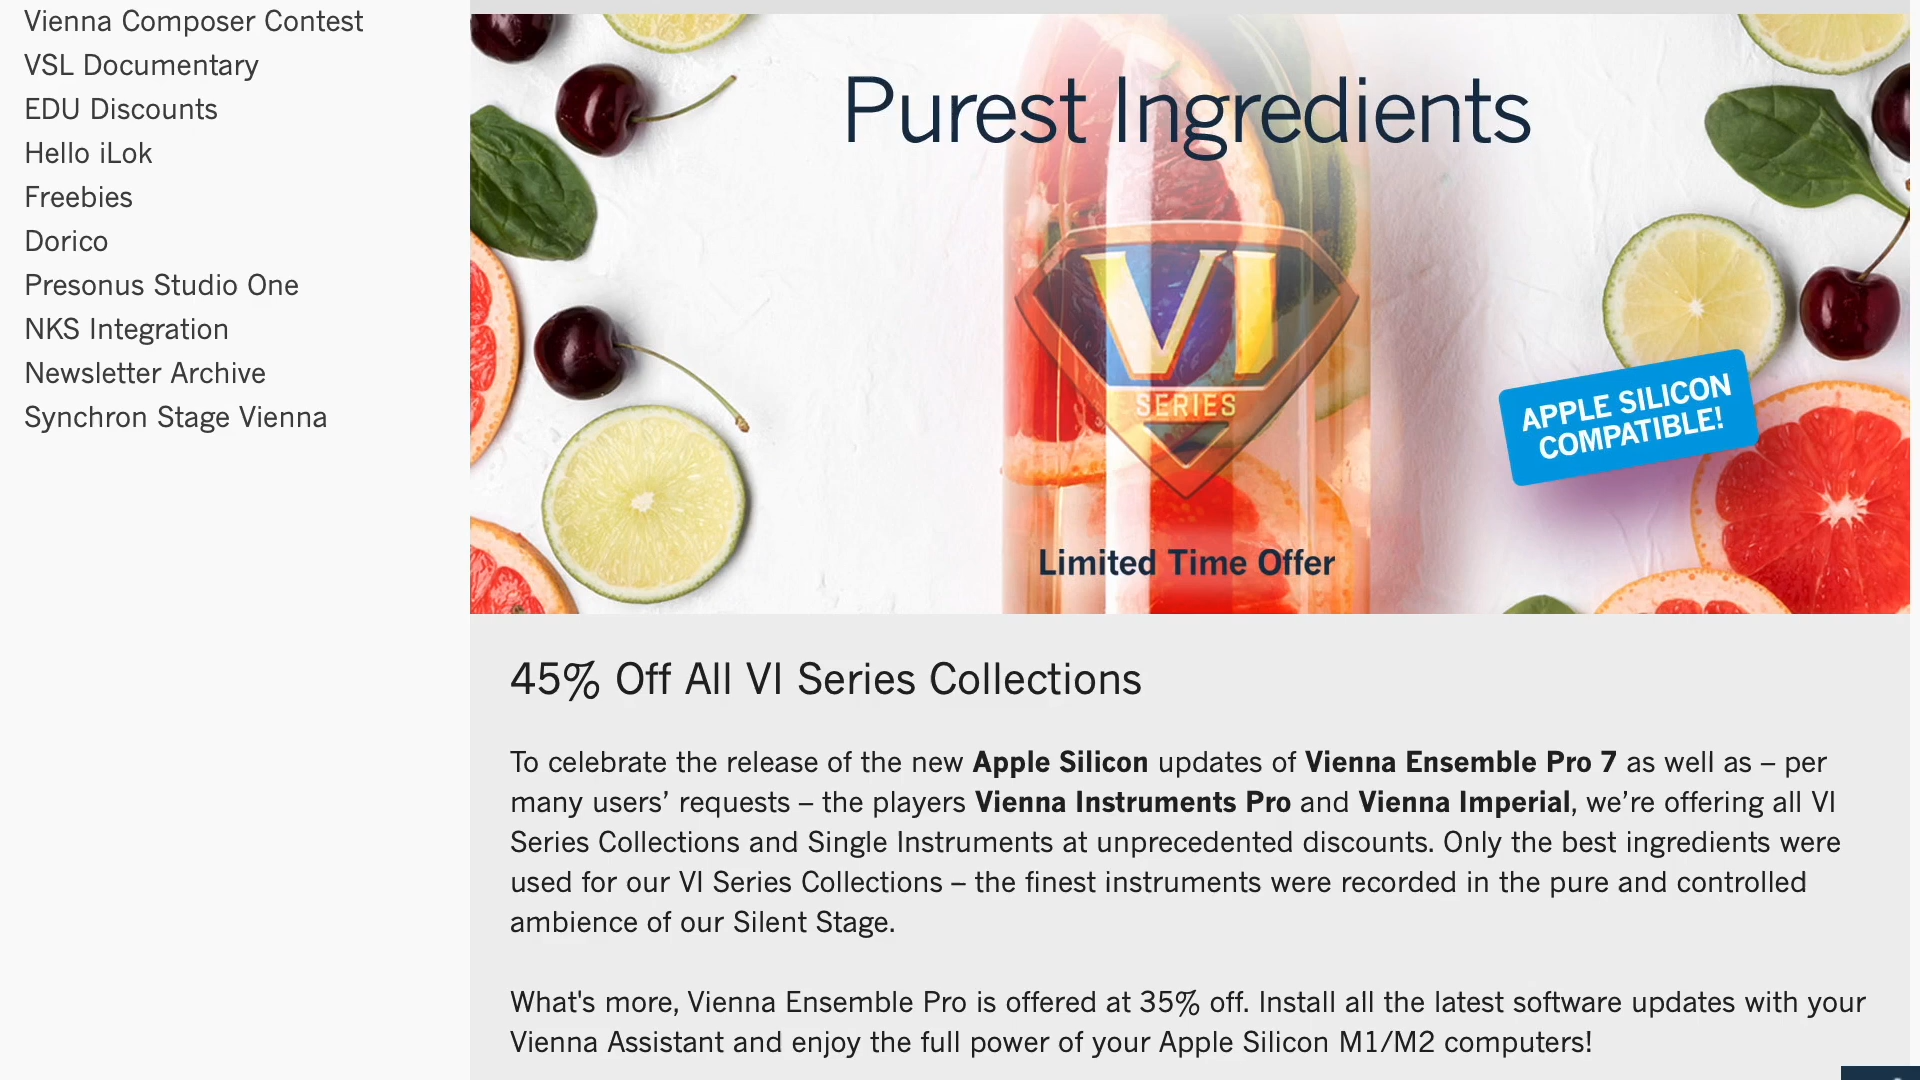 Vienna Composer Contest
VSL Documentary
EDU Discounts
Hello iLok
Freebies
Dorico
Presonus Studio One
NKS Integration
Newsletter Archive
Synchron Stage Vienna
Purest Ingredients
VI
SERIES
APPLE SILICON
COMPATIBLE!
Limited Time Offer
45% Off All VI Series Collections
To celebrate the release of the new Apple Silicon updates of Vienna Ensemble Pro 7 as well as – per
many users’ requests – the players Vienna Instruments Pro and Vienna Imperial, we’re offering all VI
Series Collections and Single Instruments at unprecedented discounts. Only the best ingredients were
used for our VI Series Collections – the finest instruments were recorded in the pure and controlled
ambience of our Silent Stage.
What's more, Vienna Ensemble Pro is offered at 35% off. Install all the latest software updates with your
Vienna Assistant and enjoy the full power of your Apple Silicon M1/M2 computers!